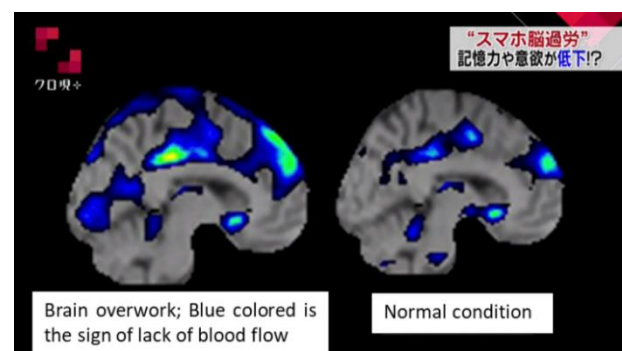 “スマホ脳過労”
記憶力や意欲が低下!?
クロ現+
Brain overwork; Blue colored is
the sign of lack of blood flow
Normal condition